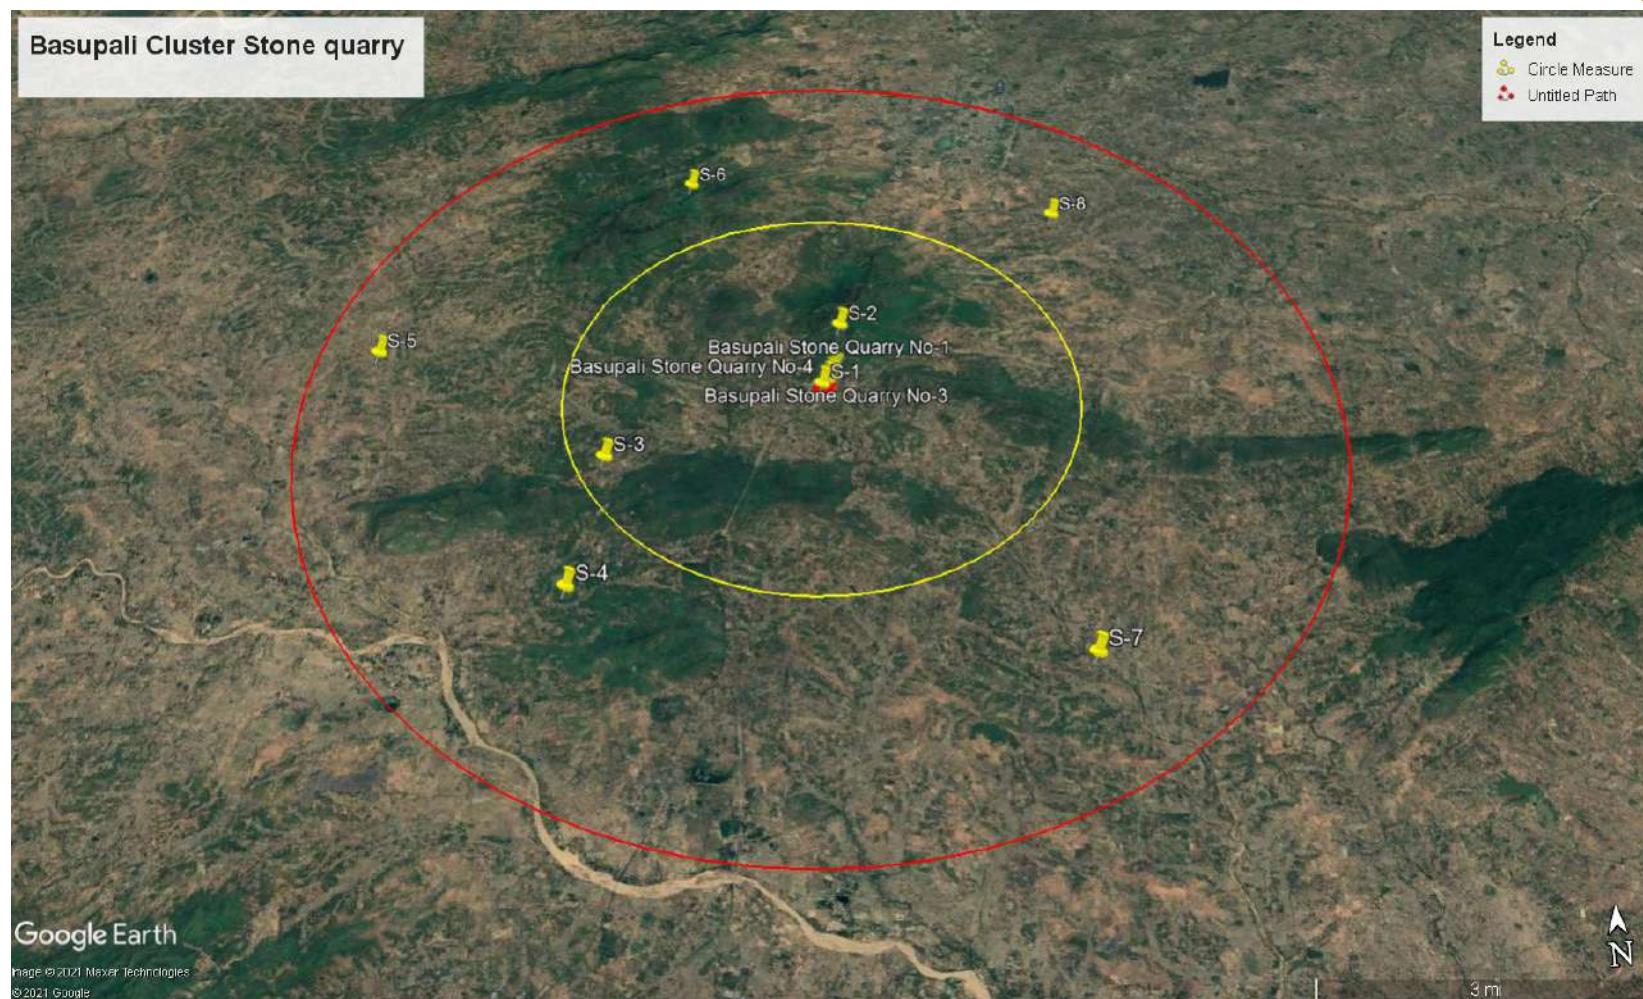 Basupali Cluster Stone quarry
Legend
Circle Measure
Untitled Path
S-6
S-8
S-2
S-5
Basupali Stone Quarry No-1
Basupali Stone Quarry No-4
S-1
Basupali Stone Quarry No-3
S-3
S-4
S-7
Google Earth
Image © 2021 Maxar Technologies
© 2021 Google
N
3 mi